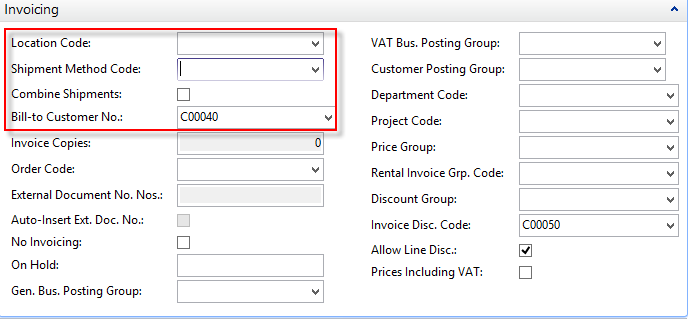 Invoicing
Location Code:
Shipment Method Code:
Combine Shipments:
Bill-to Customer No.: C00040
Invoice Copies: 0
Order Code:
External Document No. Nos.:
Auto-Insert Ext. Doc. No.:
No Invoicing:
On Hold:
Gen. Bus. Posting Group:
VAT Bus. Posting Group:
Customer Posting Group:
Department Code:
Project Code:
Price Group:
Rental Invoice Grp. Code:
Discount Group:
Invoice Disc. Code: C00050
Allow Line Disc.:
Prices Including VAT: